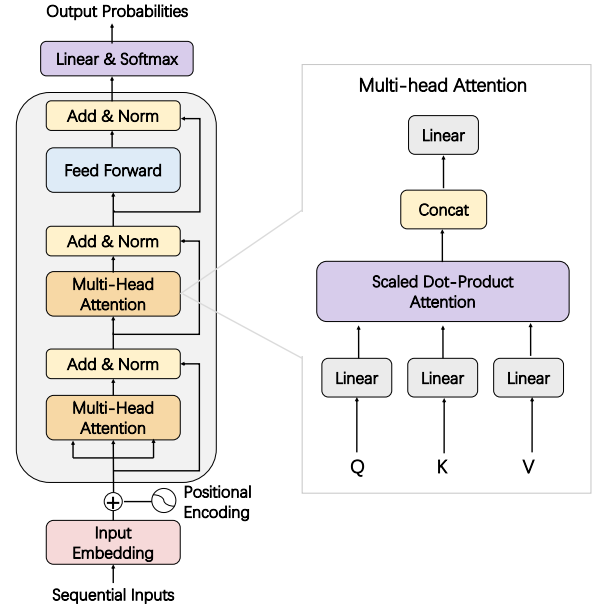 Output Probabilities
Linear & Softmax
Add & Norm
Feed Forward
Add & Norm
Multi-Head
Attention
Add & Norm
Multi-Head
Attention
Positional
Encoding
Input
Embedding
Sequential Inputs
Multi-head Attention
Linear
Concat
Scaled Dot-Product
Attention
Linear Linear Linear
Q K V